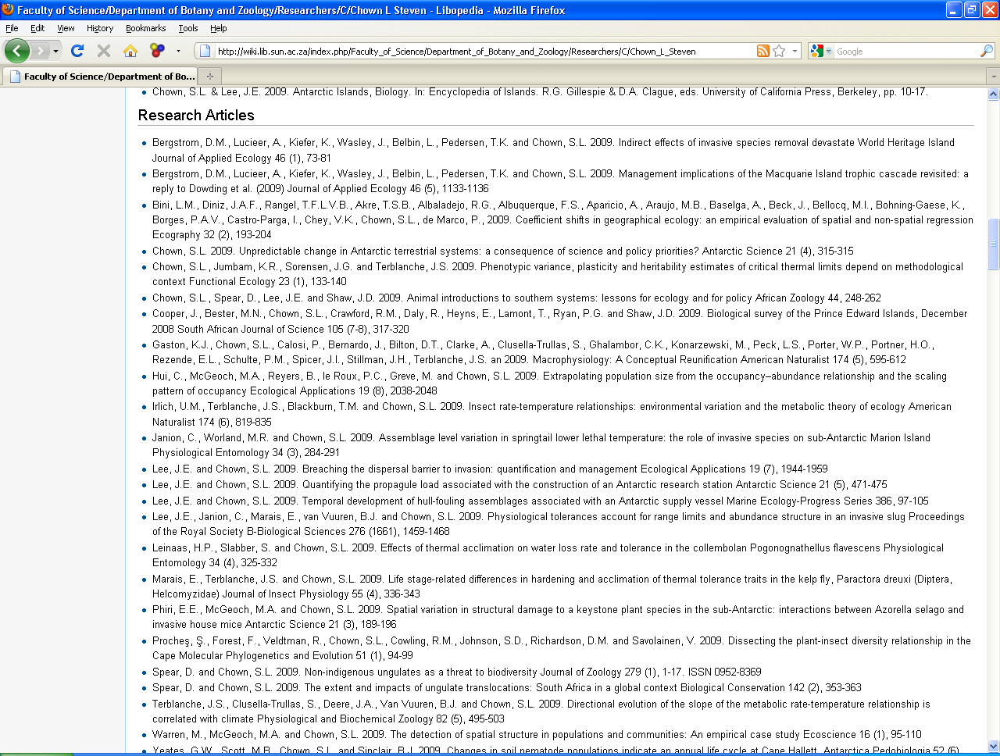 Faculty of Science/Department of Botany and Zoology/Researchers/C/Chown L Steven - Libopedia - Mozilla Firefox
File Edit View History Bookmarks Tools Help
http://wiki.lib.sun.ac.za/index.php/Faculty_of_Science/Department_of_Botany_and_Zoology/Researchers/C/Chown_L_Steven
Google
Faculty of Science/Department of Bo...
Chown, S.L. & Lee, J.E. 2009. Antarctic Islands, Biology. In: Encyclopedia of Islands. R.G. Gillespie & D.A. Clague, eds. University of California Press, Berkeley, pp. 10-17.
Research Articles
Bergstrom, D.M., Lucieer, A., Kiefer, K., Wasley, J., Belbin, L., Pedersen, T.K. and Chown, S.L. 2009. Indirect effects of invasive species removal devastate World Heritage Island
Journal of Applied Ecology 46 (1), 73-81
Bergstrom, D.M., Lucieer, A., Kiefer, K., Wasley, J., Belbin, L., Pedersen, T.K. and Chown, S.L. 2009. Management implications of the Macquarie Island trophic cascade revisited: a
reply to Dowding et al. (2009) Journal of Applied Ecology 46 (5), 1133-1136
Bini, L.M., Diniz, J.A.F., Rangel, T.F.L.V.B., Akre, T.S.B., Albaladejo, R.G., Albuquerque, F.S., Aparicio, A., Araujo, M.B., Baselga, A., Beck, J., Bellocq, M.I., Bohning-Gaese, K.,
Borges, P.A.V., Castro-Parga, I., Chey, V.K., Chown, S.L., de Marco, P., 2009. Coefficient shifts in geographical ecology: an empirical evaluation of spatial and non-spatial regression
Ecography 32 (2), 193-204
Chown, S.L. 2009. Unpredictable change in Antarctic terrestrial systems: a consequence of science and policy priorities? Antarctic Science 21 (4), 315-315
Chown, S.L., Jumbam, K.R., Sorensen, J.G. and Terblanche, J.S. 2009. Phenotypic variance, plasticity and heritability estimates of critical thermal limits depend on methodological
context Functional Ecology 23 (1), 133-140
Chown, S.L., Spear, D., Lee, J.E. and Shaw, J.D. 2009. Animal introductions to southern systems: lessons for ecology and for policy African Zoology 44, 248-262
Cooper, J., Bester, M.N., Chown, S.L., Crawford, R.M., Daly, R., Heyns, E., Lamont, T., Ryan, P.G. and Shaw, J.D. 2009. Biological survey of the Prince Edward Islands, December
2008 South African Journal of Science 105 (7-8), 317-320
Gaston, K.J., Chown, S.L., Calosi, P., Bernardo, J., Bilton, D.T., Clarke, A., Clusella-Trullas, S., Ghalambor, C.K., Konarzewski, M., Peck, L.S., Porter, W.P., Portner, H.O.,
Rezende, E.L., Schulte, P.M., Spicer, J.I., Stillman, J.H., Terblanche, J.S. an 2009. Macrophysiology: A Conceptual Reunification American Naturalist 174 (5), 595-612
Hui, C., McGeoch, M.A., Reyers, B., le Roux, P.C., Greve, M. and Chown, S.L. 2009. Extrapolating population size from the occupancy–abundance relationship and the scaling
pattern of occupancy Ecological Applications 19 (8), 2038-2048
Irlich, U.M., Terblanche, J.S., Blackburn, T.M. and Chown, S.L. 2009. Insect rate-temperature relationships: environmental variation and the metabolic theory of ecology American
Naturalist 174 (6), 819-835
Janion, C., Worland, M.R. and Chown, S.L. 2009. Assemblage level variation in springtail lower lethal temperature: the role of invasive species on sub-Antarctic Marion Island
Physiological Entomology 34 (3), 284-291
Lee, J.E. and Chown, S.L. 2009. Breaching the dispersal barrier to invasion: quantification and management Ecological Applications 19 (7), 1944-1959
Lee, J.E. and Chown, S.L. 2009. Quantifying the propagule load associated with the construction of an Antarctic research station Antarctic Science 21 (5), 471-475
Lee, J.E. and Chown, S.L. 2009. Temporal development of hull-fouling assemblages associated with an Antarctic supply vessel Marine Ecology-Progress Series 386, 97-105
Lee, J.E., Janion, C., Marais, E., van Vuuren, B.J. and Chown, S.L. 2009. Physiological tolerances account for range limits and abundance structure in an invasive slug Proceedings
of the Royal Society B-Biological Sciences 276 (1661), 1459-1468
Leinaas, H.P., Slabber, S. and Chown, S.L. 2009. Effects of thermal acclimation on water loss rate and tolerance in the collembolan Pogonognathellus flavescens Physiological
Entomology 34 (4), 325-332
Marais, E., Terblanche, J.S. and Chown, S.L. 2009. Life stage-related differences in hardening and acclimation of thermal tolerance traits in the kelp fly, Paractora dreuxi (Diptera,
Helcomyzidae) Journal of Insect Physiology 55 (4), 336-343
Phiri, E.E., McGeoch, M.A. and Chown, S.L. 2009. Spatial variation in structural damage to a keystone plant species in the sub-Antarctic: interactions between Azorella selago and
invasive house mice Antarctic Science 21 (3), 189-196
Procheş, Ş., Forest, F., Veldtman, R., Chown, S.L., Cowling, R.M., Johnson, S.D., Richardson, D.M. and Savolainen, V. 2009. Dissecting the plant-insect diversity relationship in the
Cape Molecular Phylogenetics and Evolution 51 (1), 94-99
Spear, D. and Chown, S.L. 2009. Non-indigenous ungulates as a threat to biodiversity Journal of Zoology 279 (1), 1-17. ISSN 0952-8369
Spear, D. and Chown, S.L. 2009. The extent and impacts of ungulate translocations: South Africa in a global context Biological Conservation 142 (2), 353-363
Terblanche, J.S., Clusella-Trullas, S., Deere, J.A., Van Vuuren, B.J. and Chown, S.L. 2009. Directional evolution of the slope of the metabolic rate-temperature relationship is
correlated with climate Physiological and Biochemical Zoology 82 (5), 495-503
Warren, M., McGeoch, M.A. and Chown, S.L. 2009. The detection of spatial structure in populations and communities: An empirical case study Ecoscience 16 (1), 95-110
Yeates, G.W., Scott, M.B., Chown, S.L. and Sinclair, B.J. 2009. Changes in soil nematode populations indicate an annual life cycle at Cape Hallett, Antarctica Pedobiologia 52 (6),